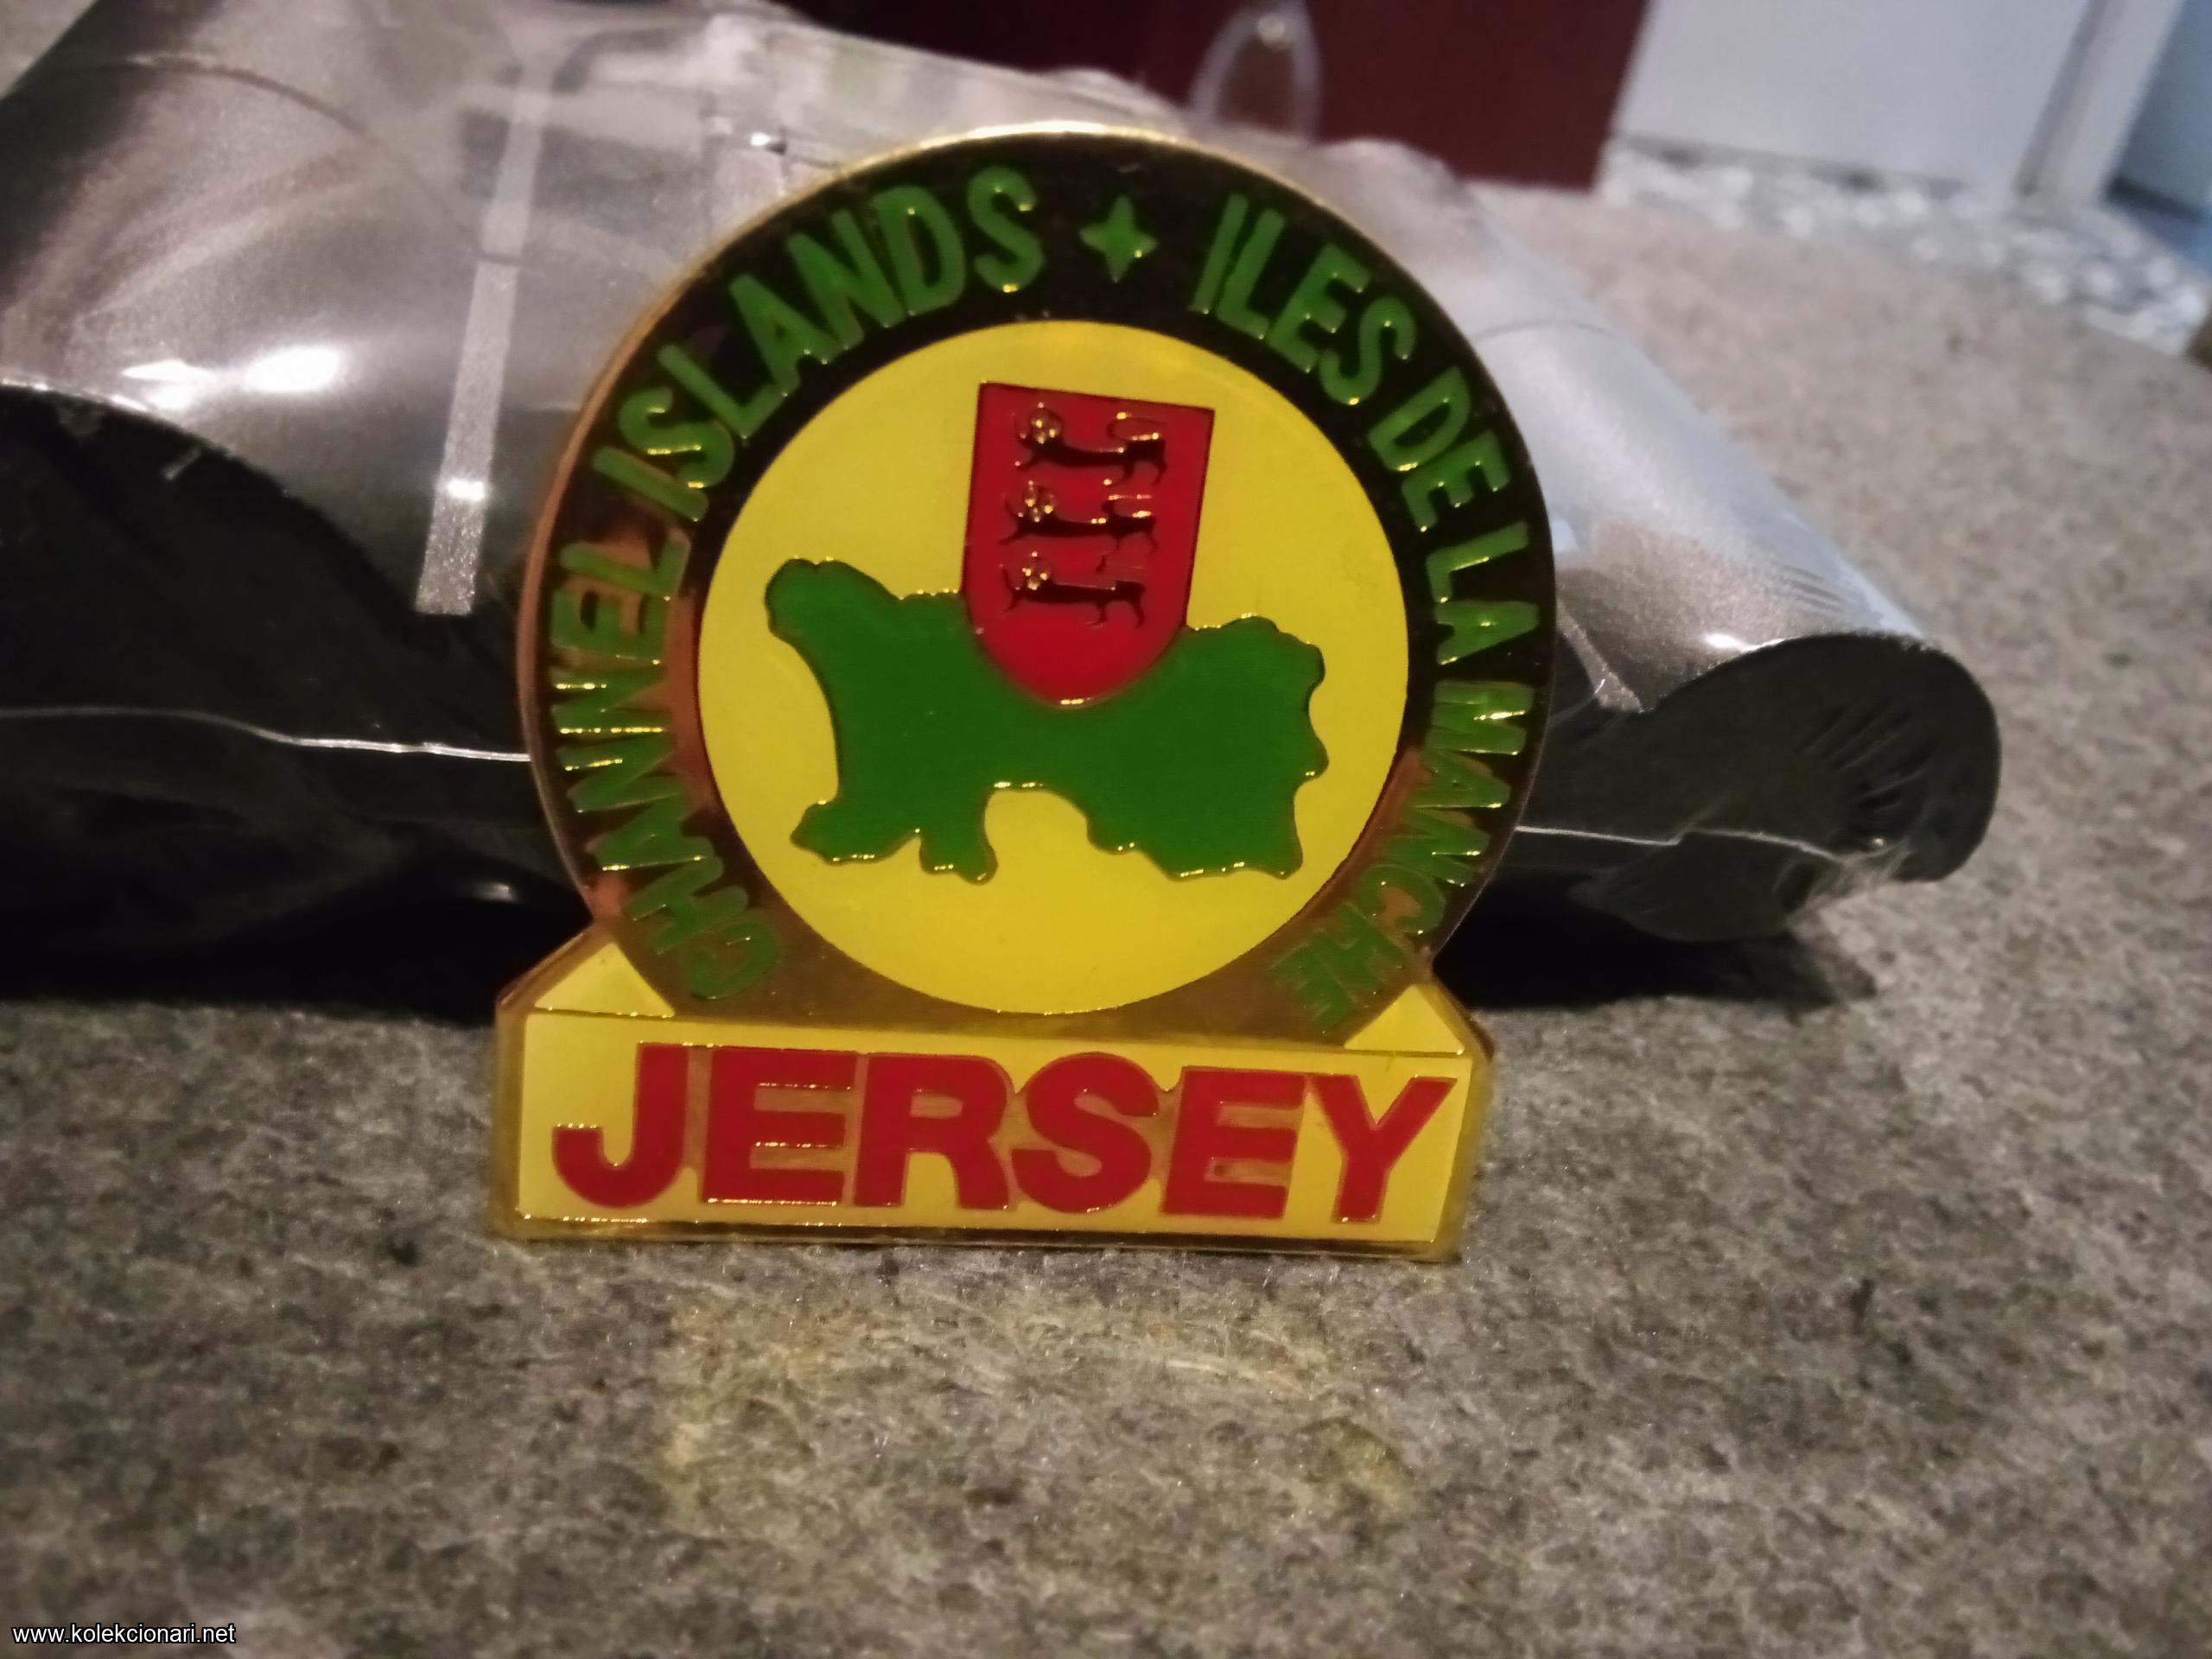 CHANNEL ISLANDS ✦ ILES DE LA MANCHE
JERSEY
www.kolekcionari.net